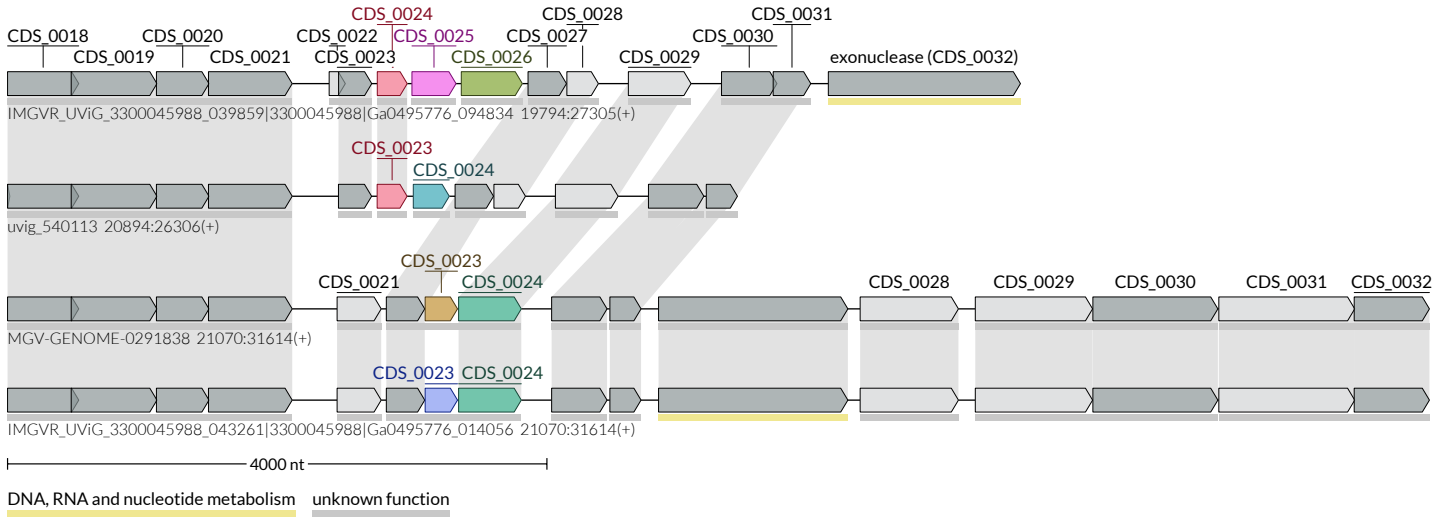 CDS_0024 CDS_0028 CDS_0031
CDS_0018 CDS_0020 CDS_0022 CDS_0025 CDS_0027 CDS_0030
CDS_0019 CDS_0021 CDS_0023 CDS_0026 CDS_0029 exonuclease (CDS_0032)
IMGVR_UViG_3300045988_039859|3300045988|Ga0495776_094834 19794:27305(+)
CDS_0023
CDS_0024
uvig_540113 20894:26306(+)
CDS_0023
CDS_0021 CDS_0024 CDS_0028 CDS_0029 CDS_0030 CDS_0031 CDS_0032
MGV-GENOME-0291838 21070:31614(+)
CDS_0023 CDS_0024
IMGVR_UViG_3300045988_043261|3300045988|Ga0495776_014056 21070:31614(+)
4000 nt
DNA, RNA and nucleotide metabolism unknown function